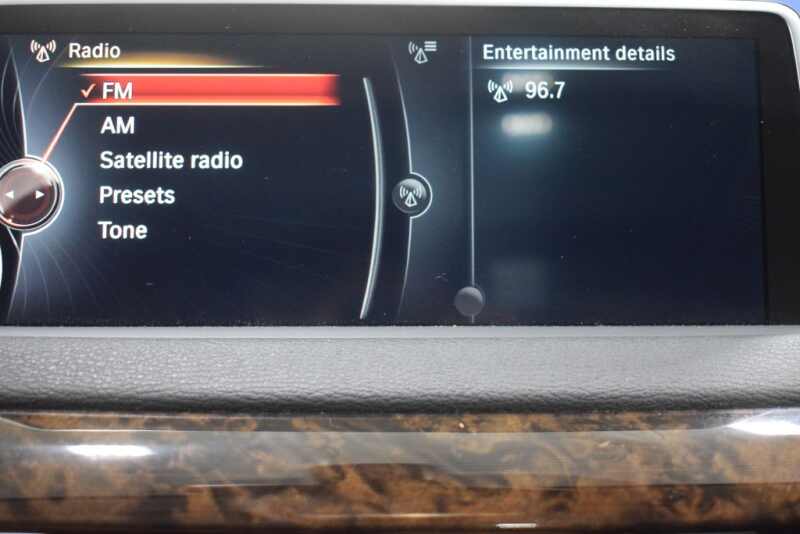 Radio
✓ FM
AM
Satellite radio
Presets
Tone
Entertainment details
96.7